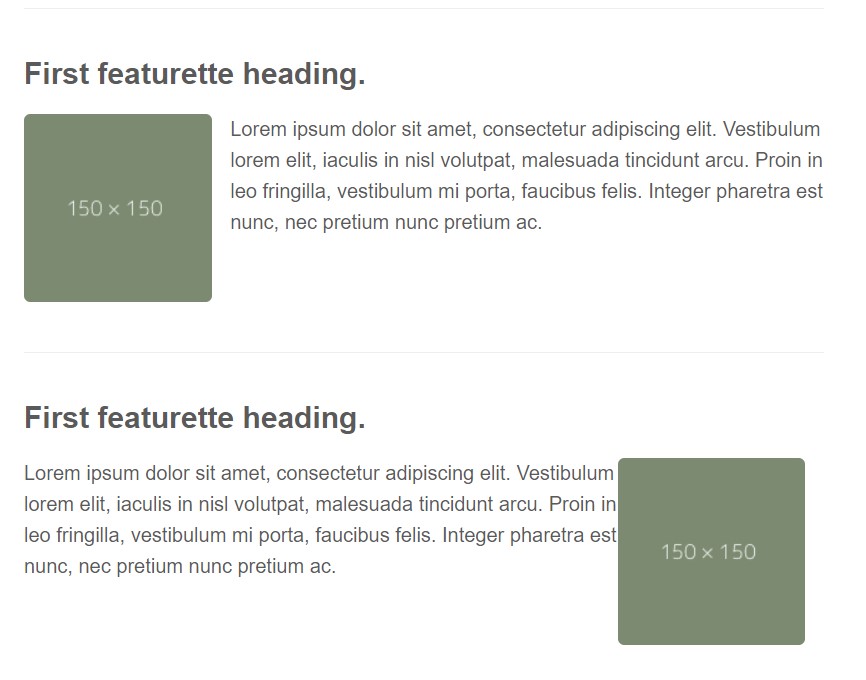 First featurette heading.
150 × 150
Lorem ipsum dolor sit amet, consectetur adipiscing elit. Vestibulum
lorem elit, iaculis in nisl volutpat, malesuada tincidunt arcu. Proin in
leo fringilla, vestibulum mi porta, faucibus felis. Integer pharetra est
nunc, nec pretium nunc pretium ac.
First featurette heading.
Lorem ipsum dolor sit amet, consectetur adipiscing elit. Vestibulum
lorem elit, iaculis in nisl volutpat, malesuada tincidunt arcu. Proin in
leo fringilla, vestibulum mi porta, faucibus felis. Integer pharetra est
nunc, nec pretium nunc pretium ac.
150 × 150